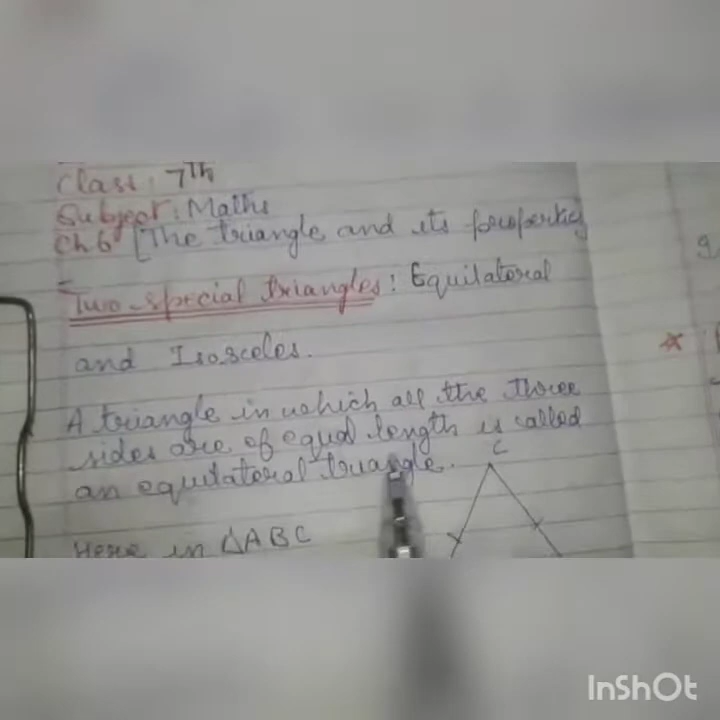 Class: 7th
Subject: Maths
Ch 6 [The triangle and its properties
Two special triangles: Equilateral
and Isosceles.
A triangle in which all the three
sides are of equal length is called
an equilateral triangle.
C
Here in △ABC
9
InShOt